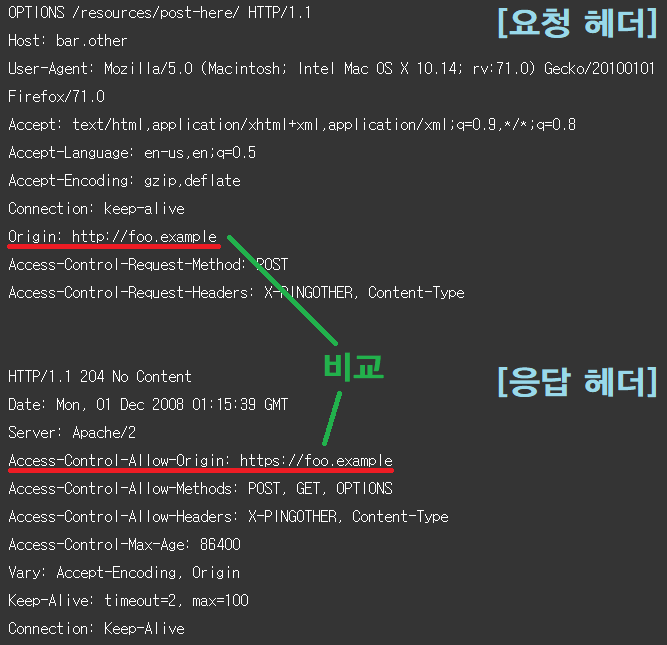 OPTIONS /resources/post-here/ HTTP/1.1
[요청 헤더]
Host: bar.other
User-Agent: Mozilla/5.0 (Macintosh; Intel Mac OS X 10.14; rv:71.0) Gecko/20100101
Firefox/71.0
Accept: text/html,application/xhtml+xml,application/xml;q=0.9,*/*;q=0.8
Accept-Language: en-us,en;q=0.5
Accept-Encoding: gzip,deflate
Connection: keep-alive
Origin: http://foo.example
Access-Control-Request-Method: POST
Access-Control-Request-Headers: X-PINGOTHER, Content-Type
비교
HTTP/1.1 204 No Content
[응답 헤더]
Date: Mon, 01 Dec 2008 01:15:39 GMT
Server: Apache/2
Access-Control-Allow-Origin: https://foo.example
Access-Control-Allow-Methods: POST, GET, OPTIONS
Access-Control-Allow-Headers: X-PINGOTHER, Content-Type
Access-Control-Max-Age: 86400
Vary: Accept-Encoding, Origin
Keep-Alive: timeout=2, max=100
Connection: Keep-Alive